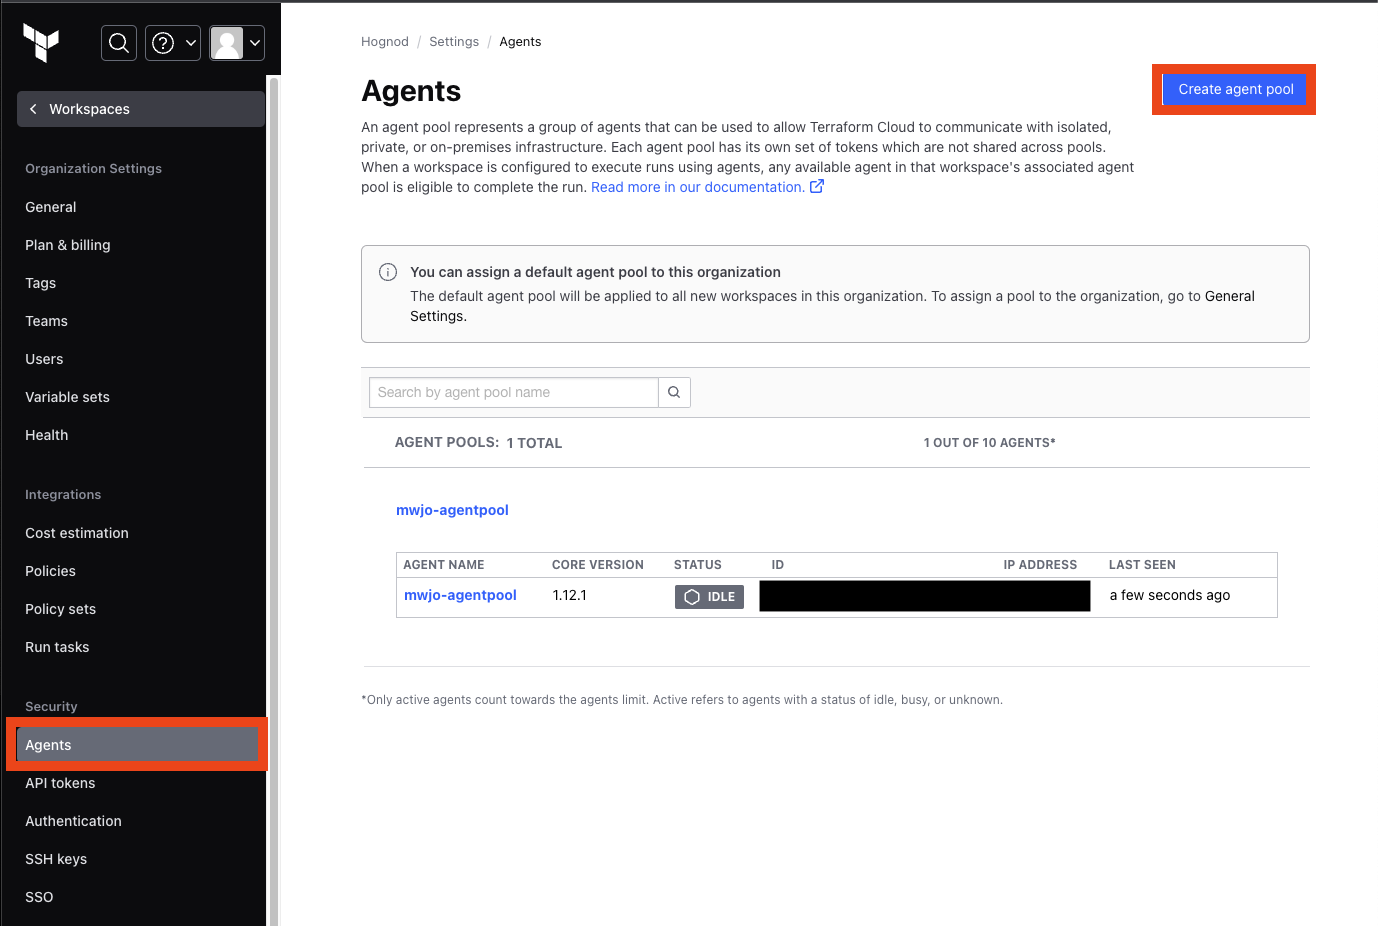 Workspaces
Organization Settings
General
Plan & billing
Tags
Teams
Users
Variable sets
Health
Integrations
Cost estimation
Policies
Policy sets
Run tasks
Security
Agents
API tokens
Authentication
SSH keys
SSO
Hognod / Settings / Agents
Agents
Create agent pool
An agent pool represents a group of agents that can be used to allow Terraform Cloud to communicate with isolated,
private, or on-premises infrastructure. Each agent pool has its own set of tokens which are not shared across pools.
When a workspace is configured to execute runs using agents, any available agent in that workspace's associated agent
pool is eligible to complete the run. Read more in our documentation.
You can assign a default agent pool to this organization
The default agent pool will be applied to all new workspaces in this organization. To assign a pool to the organization, go to General
Settings.
Search by agent pool name
AGENT POOLS: 1 TOTAL 1 OUT OF 10 AGENTS*
mwjo-agentpool
AGENT NAME CORE VERSION STATUS ID IP ADDRESS LAST SEEN
mwjo-agentpool 1.12.1 IDLE a few seconds ago
*Only active agents count towards the agents limit. Active refers to agents with a status of idle, busy, or unknown.